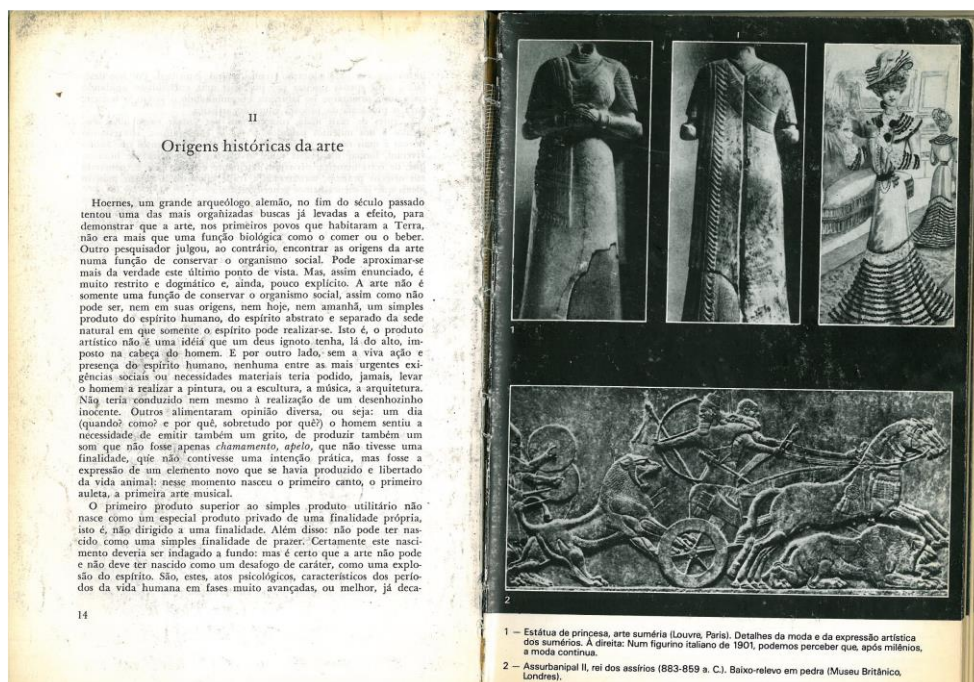 II
Origens históricas da arte
Hoernes, um grande arqueólogo alemão, no fim do século passado
tentou uma das mais organizadas buscas já levadas a efeito, para
demonstrar que a arte, nos primeiros povos que habitaram a Terra,
não era mais que uma função biológica como o comer ou o beber.
Outro pesquisador julgou, ao contrário, encontrar as origens da arte
numa função de conservar o organismo social. Pode aproximar-se
mais da verdade este último ponto de vista. Mas, assim enunciado, é
muito restrito e dogmático e, ainda, pouco explícito. A arte não é
somente uma função de conservar o organismo social, assim como não
pode ser, nem em suas origens, nem hoje, nem amanhã, um simples
produto do espírito humano, do espírito abstrato e separado da sede
natural em que somente o espírito pode realizar-se. Isto é, o produto
artístico não é uma idéia que um deus ignoto tenha, lá do alto, im-
posto na cabeça do homem. E por outro lado, sem a viva ação e
presença do espírito humano, nenhuma entre as mais urgentes exi-
gências sociais ou necessidades materiais teria podido, jamais, levar
o homem a realizar a pintura, ou a escultura, a música, a arquitetura.
Não teria conduzido nem mesmo à realização de um desenhozinho
inocente. Outros alimentaram opinião diversa, ou seja: um dia
(quando? como? e por quê, sobretudo por quê?) o homem sentiu a
necessidade de emitir também um grito, de produzir também um
som que não fosse apenas chamamento, apelo, que não tivesse uma
finalidade, que não contivesse uma intenção prática, mas fosse a
expressão de um elemento novo que se havia produzido e libertado
da vida animal: nesse momento nasceu o primeiro canto, o primeiro
auleta, a primeira arte musical.
O primeiro produto superior ao simples produto utilitário não
nasce como um especial produto privado de uma finalidade própria,
isto é, não dirigido a uma finalidade. Além disso: não pode ter nas-
cido como uma simples finalidade de prazer. Certamente este nasci-
mento deveria ser indagado a fundo: mas é certo que a arte não pode
e não deve ter nascido como um desafogo de caráter, como uma explo-
são do espírito. São, estes, atos psicológicos, característicos dos perío-
dos da vida humana em fases muito avançadas, ou melhor, já deca-
14
1
1
2
1 — Estátua de princesa, arte suméria (Louvre, Paris). Detalhes da moda e da expressão artística
dos sumérios. À direita: Num figurino italiano de 1901, podemos perceber que, após milênios,
a moda continua.
2 — Assurbanipal II, rei dos assírios (883-859 a. C.). Baixo-relevo em pedra (Museu Britânico,
Londres).